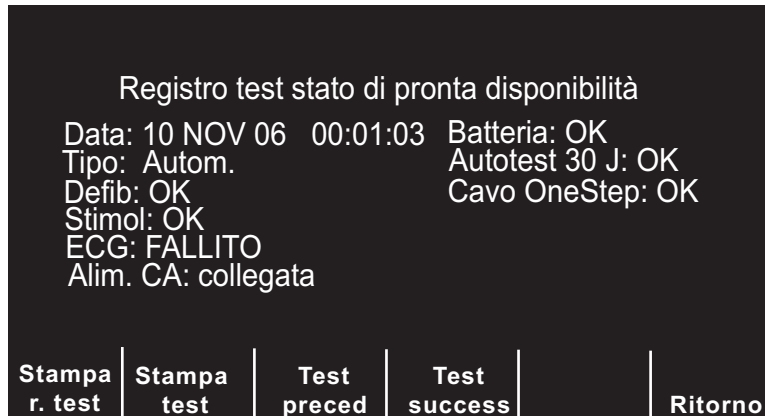 Registro test stato di pronta disponibilità
Data: 10 NOV 06 00:01:03
Tipo: Autom.
Defib: OK
Stimol: OK
ECG: FALLITO
Alim. CA: collegata
Batteria: OK
Autotest 30 J: OK
Cavo OneStep: OK
Stampa
r. test
Stampa
test
Test
preced
Test
success
Ritorno